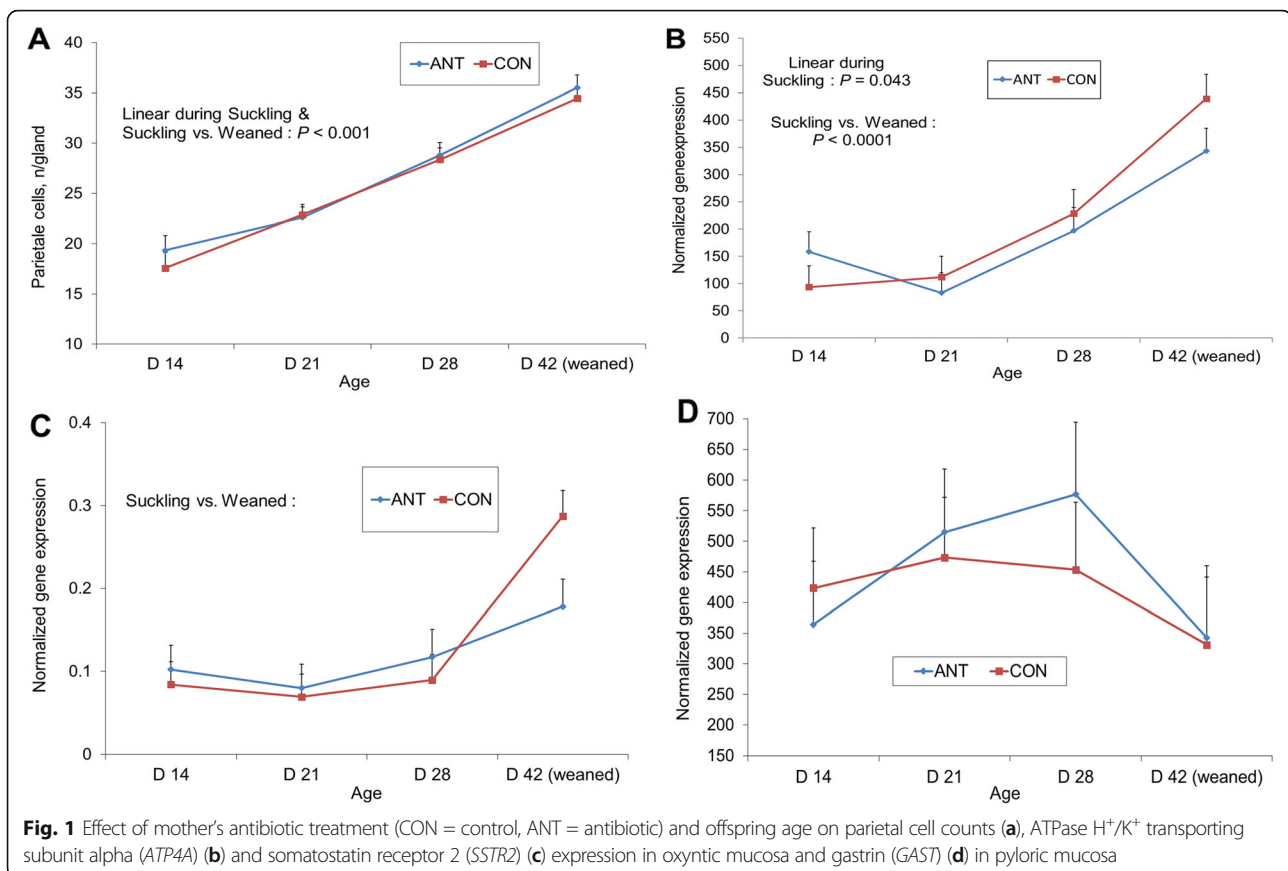 A
40
35
30
25
20
15
10
Parietale cells, n/gland
ANT CON
Linear during Suckling &
Suckling vs. Weaned : P < 0.001
D 14 D 21 D 28 D 42 (weaned)
Age
B
550
500
450
400
350
300
250
200
150
100
50
0
Normalized geneexpression
Linear during
Suckling : P = 0.043
Suckling vs. Weaned :
P < 0.0001
ANT CON
D 14 D 21 D 28 D 42 (weaned)
Age
C
0.4
0.3
0.2
0.1
0
Normalized gene expression
Suckling vs. Weaned :
ANT CON
D 14 D 21 D 28 D 42 (weaned)
Age
D
700
650
600
550
500
450
400
350
300
250
200
150
Normalized gene expression
ANT CON
D 14 D 21 D 28 D 42 (weaned)
Age
Fig. 1 Effect of mother's antibiotic treatment (CON = control, ANT = antibiotic) and offspring age on parietal cell counts (a), ATPase H⁺/K⁺ transporting
subunit alpha (ATP4A) (b) and somatostatin receptor 2 (SSTR2) (c) expression in oxyntic mucosa and gastrin (GAST) (d) in pyloric mucosa